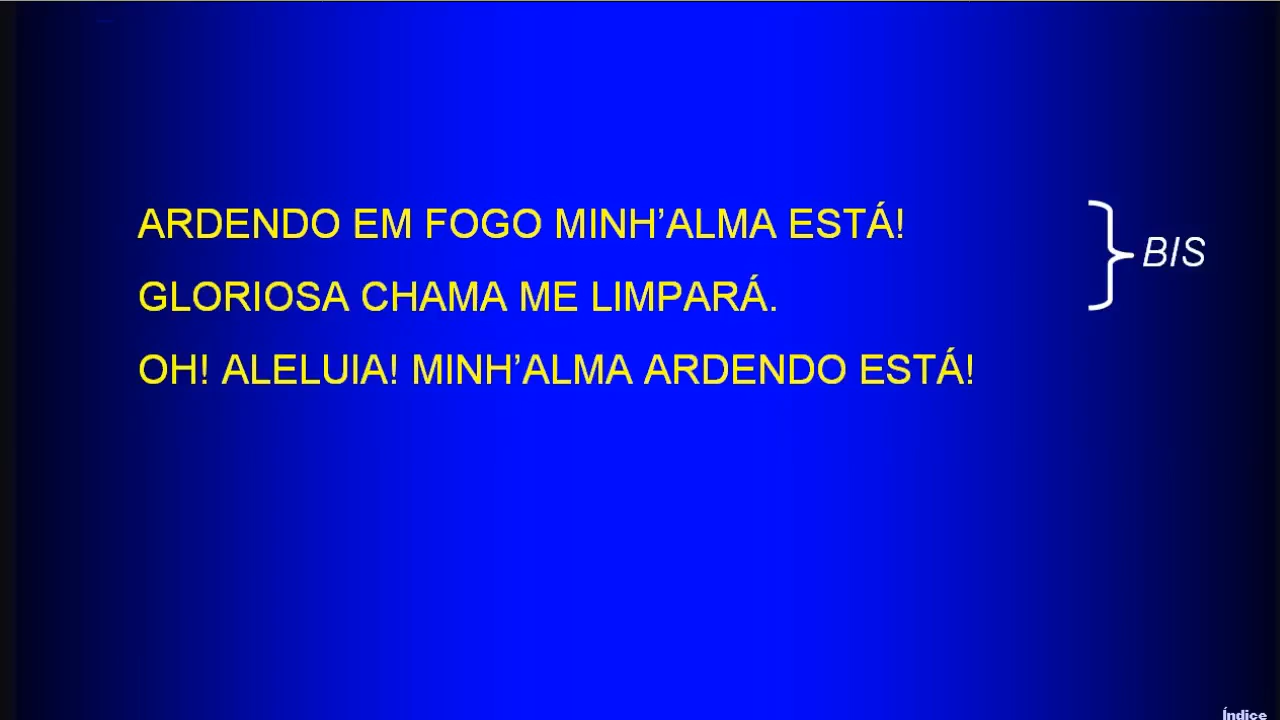 ARDENDO EM FOGO MINH’ALMA ESTÁ!
BIS
GLORIOSA CHAMA ME LIMPARÁ.
OH! ALELUIA! MINH’ALMA ARDENDO ESTÁ!
Índice